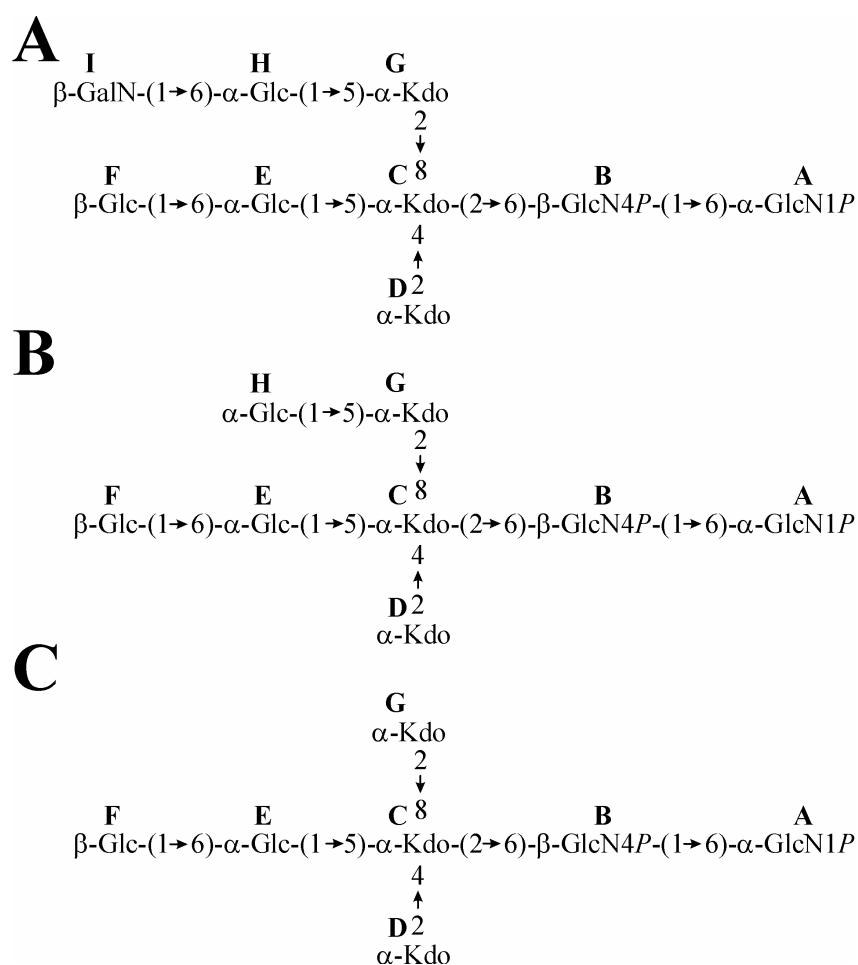 A
I H G
β-GalN-(1→6)-α-Glc-(1→5)-α-Kdo
2
↓
F E C 8 B A
β-Glc-(1→6)-α-Glc-(1→5)-α-Kdo-(2→6)-β-GlcN4P-(1→6)-α-GlcN1P
4
↑
D 2
α-Kdo
B
H G
α-Glc-(1→5)-α-Kdo
2
↓
F E C 8 B A
β-Glc-(1→6)-α-Glc-(1→5)-α-Kdo-(2→6)-β-GlcN4P-(1→6)-α-GlcN1P
4
↑
D 2
α-Kdo
C
G
α-Kdo
2
↓
F E C 8 B A
β-Glc-(1→6)-α-Glc-(1→5)-α-Kdo-(2→6)-β-GlcN4P-(1→6)-α-GlcN1P
4
↑
D 2
α-Kdo